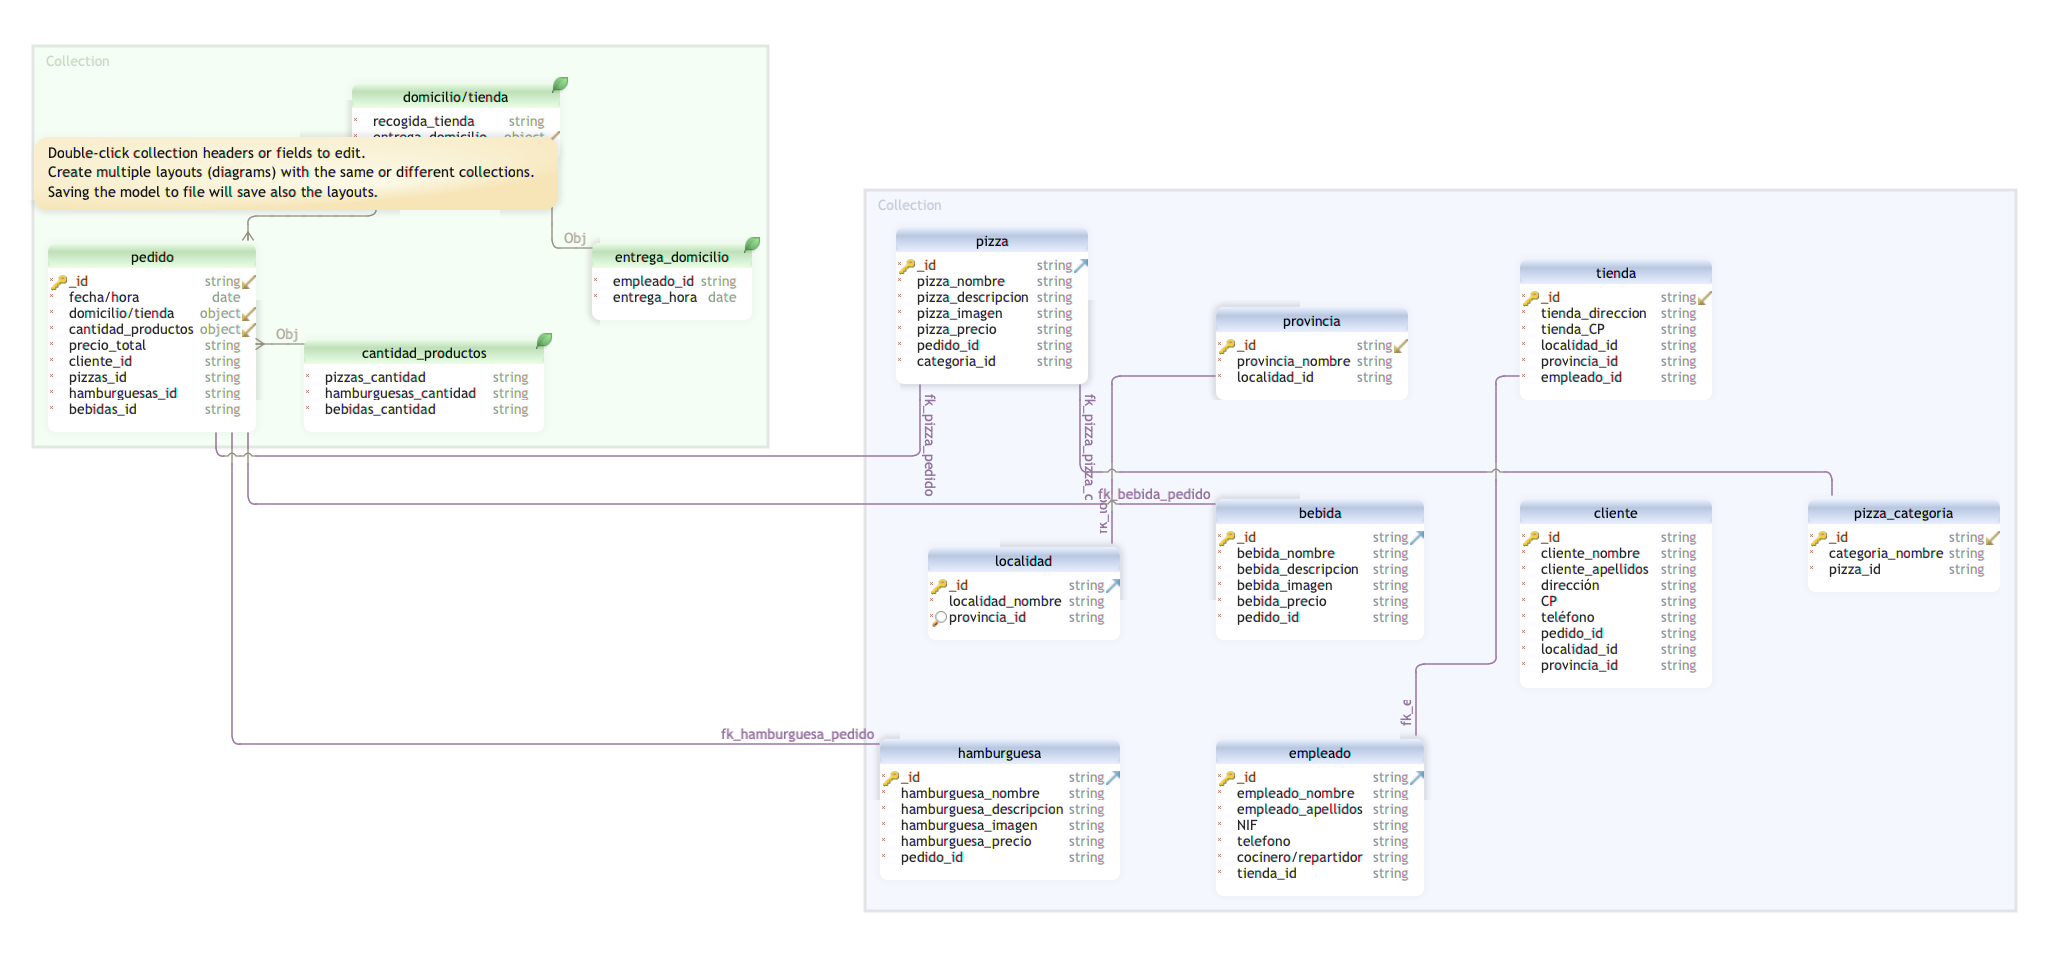 Collection
domicilio/tienda
recogida_tienda string
entrega_domicilio object
Double-click collection headers or fields to edit.
Create multiple layouts (diagrams) with the same or different collections.
Saving the model to file will save also the layouts.
Obj
pedido
_id string
fecha/hora date
domicilio/tienda object
cantidad_productos object
precio_total string
cliente_id string
pizzas_id string
hamburguesas_id string
bebidas_id string
entrega_domicilio
empleado_id string
entrega_hora date
Obj
cantidad_productos
pizzas_cantidad string
hamburguesas_cantidad string
bebidas_cantidad string
Collection
pizza
_id string
pizza_nombre string
pizza_descripcion string
pizza_imagen string
pizza_precio string
pedido_id string
categoria_id string
provincia
_id string
provincia_nombre string
localidad_id string
tienda
_id string
tienda_direccion string
tienda_CP string
localidad_id string
provincia_id string
empleado_id string
fk_pizza_pedido
fk_pizza_pizza_c
fk_bebida_pedido
localidad
_id string
localidad_nombre string
provincia_id string
bebida
_id string
bebida_nombre string
bebida_descripcion string
bebida_imagen string
bebida_precio string
pedido_id string
cliente
_id string
cliente_nombre string
cliente_apellidos string
dirección string
CP string
teléfono string
pedido_id string
localidad_id string
provincia_id string
pizza_categoria
_id string
categoria_nombre string
pizza_id string
fk_e
fk_hamburguesa_pedido
hamburguesa
_id string
hamburguesa_nombre string
hamburguesa_descripcion string
hamburguesa_imagen string
hamburguesa_precio string
pedido_id string
empleado
_id string
empleado_nombre string
empleado_apellidos string
NIF string
telefono string
cocinero/repartidor string
tienda_id string